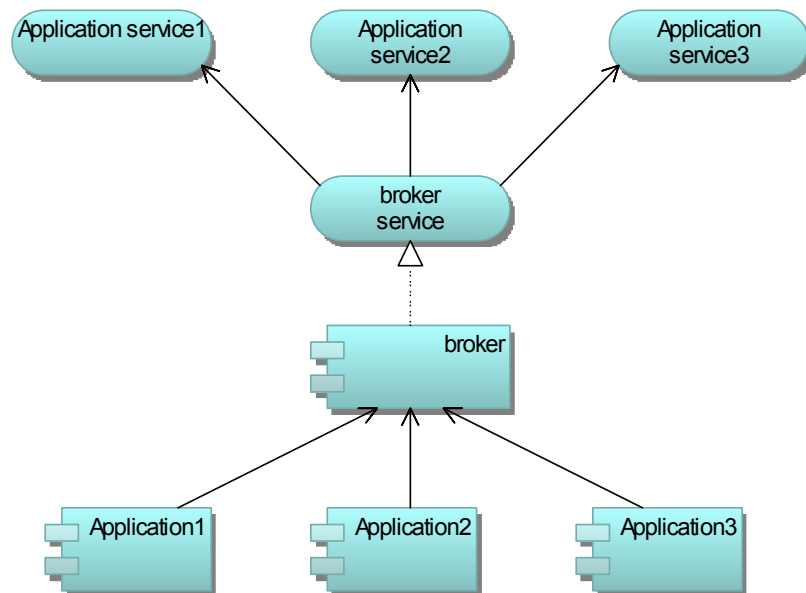 Application service1
Application
service2
Application
service3
broker
service
broker
Application1
Application2
Application3